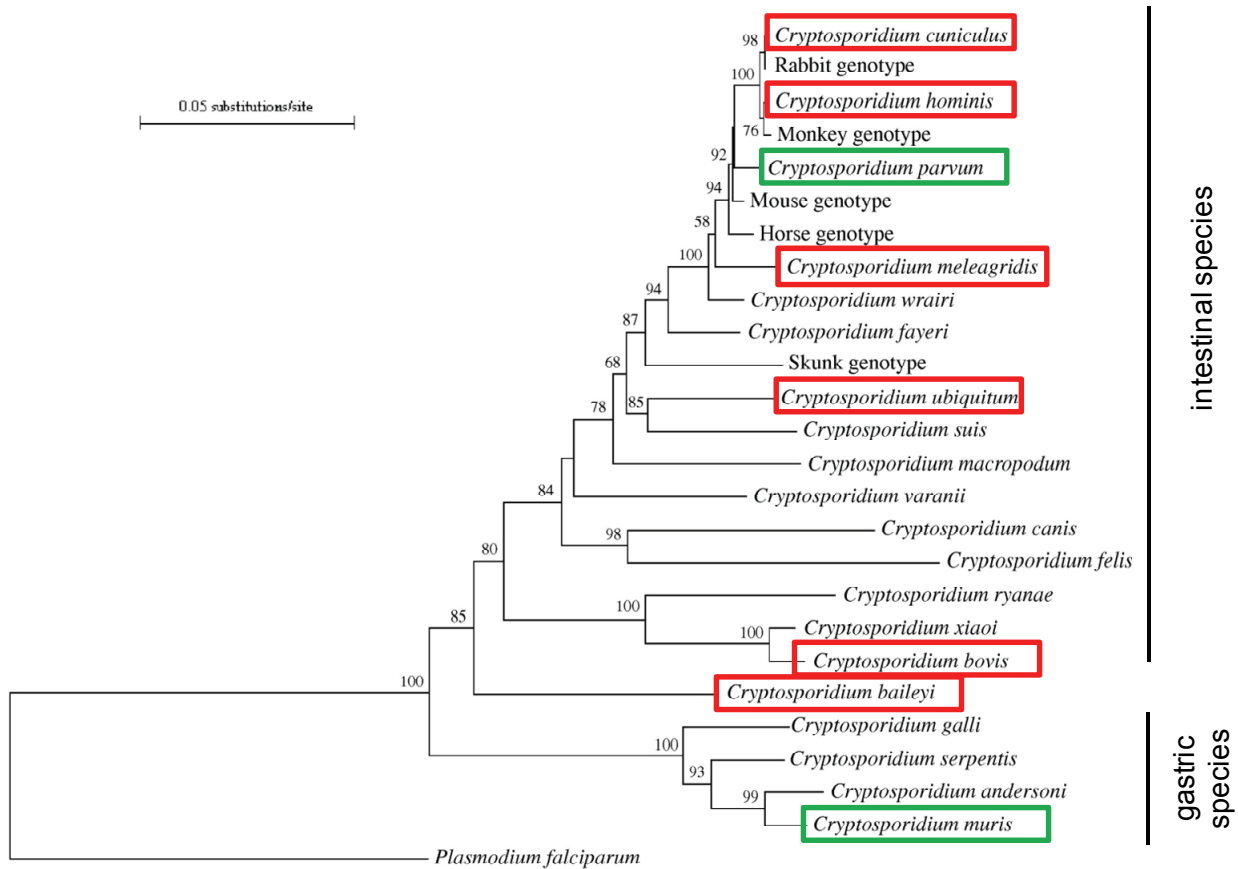 Cryptosporidium cuniculus
98
Rabbit genotype
100
0.05 substitutions/site
Cryptosporidium hominis
76
Monkey genotype
92
Cryptosporidium parvum
94
Mouse genotype
58
Horse genotype
100
Cryptosporidium meleagridis
94
Cryptosporidium wrairi
87
Cryptosporidium fayeri
68
Skunk genotype
85
Cryptosporidium ubiquitum
78
Cryptosporidium suis
Cryptosporidium macropodum
84
Cryptosporidium varanii
98
Cryptosporidium canis
80
Cryptosporidium felis
100
Cryptosporidium ryanae
85
100
Cryptosporidium xiaoi
Cryptosporidium bovis
100
Cryptosporidium baileyi
100
Cryptosporidium galli
93
Cryptosporidium serpentis
99
Cryptosporidium andersoni
Cryptosporidium muris
Plasmodium falciparum
intestinal species
gastric
species